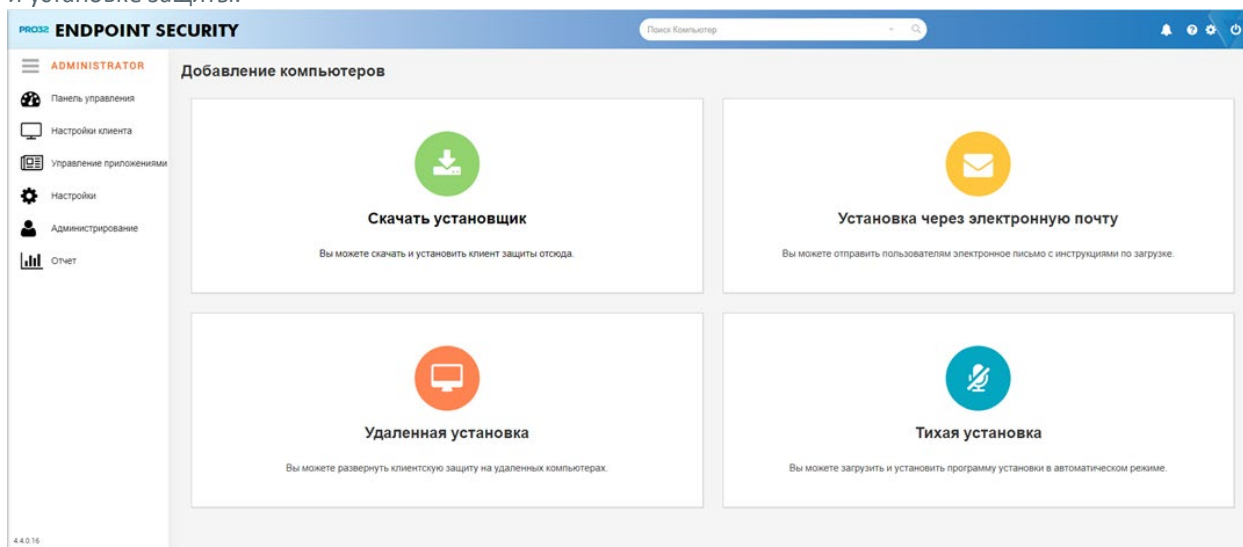 и установке защиты.
PRO32 ENDPOINT SECURITY
Поиск Компьютер
ADMINISTRATOR
Добавление компьютеров
Панель управления
Настройки клиента
Управление приложениями
Настройки
Администрирование
Отчет
Скачать установщик
Вы можете скачать и установить клиент защиты отсюда.
Установка через электронную почту
Вы можете отправить пользователям электронное письмо с инструкциями по загрузке.
Удаленная установка
Вы можете развернуть клиентскую защиту на удаленных компьютерах.
Тихая установка
Вы можете загрузить и установить программу установки в автоматическом режиме.
4.4.0.16